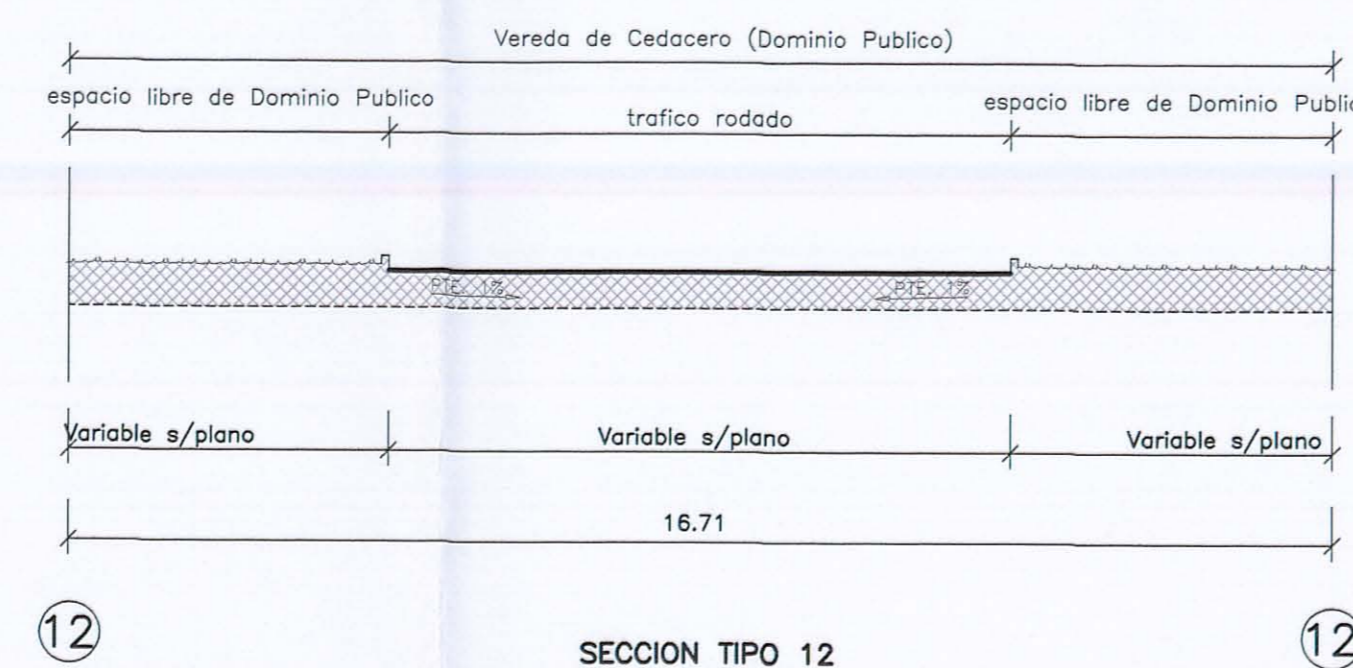 Vereda de Cedacero (Dominio Publico)
espacio libre de Dominio Publico
trafico rodado
espacio libre de Dominio Public
PTE. 1%
PTE. 1%
Variable s/plano
Variable s/plano
Variable s/plano
16.71
12
SECCION TIPO 12
12